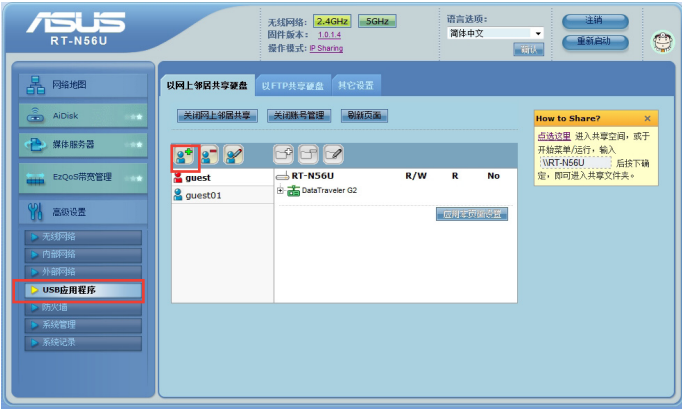 ASUS
RT-N56U
无线网络: 2.4GHz 5GHz
固件版本: 1.0.1.4
操作模式: IP Sharing
语言选项:
简体中文
确认
注销
重新启动
网络地图
AiDisk
媒体服务器
EzQoS带宽管理
高级设置
无线网络
内部网络
外部网络
USB应用程序
防火墙
系统管理
系统记录
以网上邻居共享硬盘 以FTP共享硬盘 其它设置
关闭网上邻居共享 关闭账号管理 刷新页面
guest
guest01
RT-N56U R/W R No
DataTraveler G2
应用本页面设置
How to Share? ×
点选这里 进入共享空间，或于
开始菜单/运行，输入
\\RT-N56U 后按下确
定，即可进入共享文件夹。